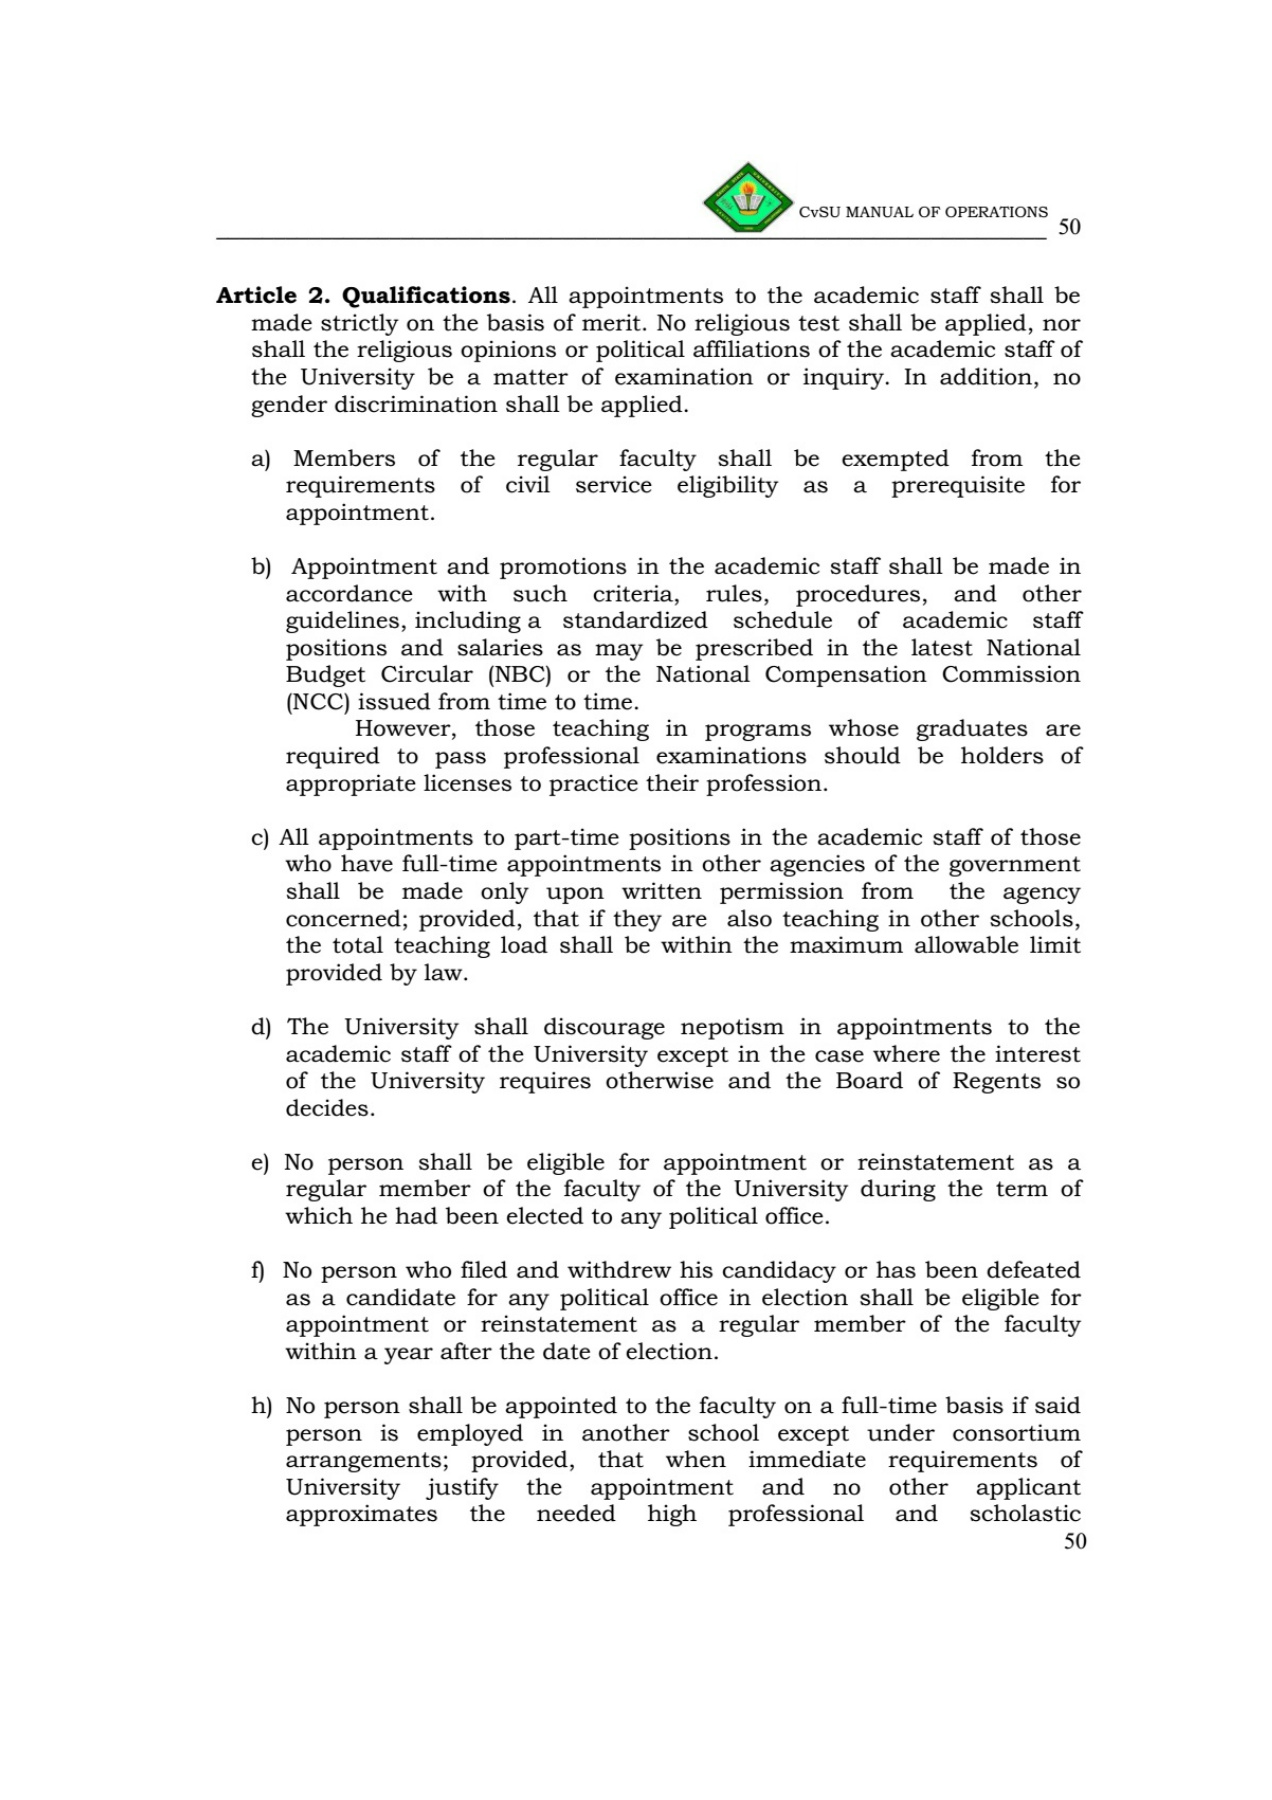 CvSU MANUAL OF OPERATIONS
50
Article 2. Qualifications. All appointments to the academic staff shall be
made strictly on the basis of merit. No religious test shall be applied, nor
shall the religious opinions or political affiliations of the academic staff of
the University be a matter of examination or inquiry. In addition, no
gender discrimination shall be applied.
a) Members of the regular faculty shall be exempted from the
requirements of civil service eligibility as a prerequisite for
appointment.
b) Appointment and promotions in the academic staff shall be made in
accordance with such criteria, rules, procedures, and other
guidelines, including a standardized schedule of academic staff
positions and salaries as may be prescribed in the latest National
Budget Circular (NBC) or the National Compensation Commission
(NCC) issued from time to time.
However, those teaching in programs whose graduates are
required to pass professional examinations should be holders of
appropriate licenses to practice their profession.
c) All appointments to part-time positions in the academic staff of those
who have full-time appointments in other agencies of the government
shall be made only upon written permission from the agency
concerned; provided, that if they are also teaching in other schools,
the total teaching load shall be within the maximum allowable limit
provided by law.
d) The University shall discourage nepotism in appointments to the
academic staff of the University except in the case where the interest
of the University requires otherwise and the Board of Regents so
decides.
e) No person shall be eligible for appointment or reinstatement as a
regular member of the faculty of the University during the term of
which he had been elected to any political office.
f) No person who filed and withdrew his candidacy or has been defeated
as a candidate for any political office in election shall be eligible for
appointment or reinstatement as a regular member of the faculty
within a year after the date of election.
h) No person shall be appointed to the faculty on a full-time basis if said
person is employed in another school except under consortium
arrangements; provided, that when immediate requirements of
University justify the appointment and no other applicant
approximates the needed high professional and scholastic
50